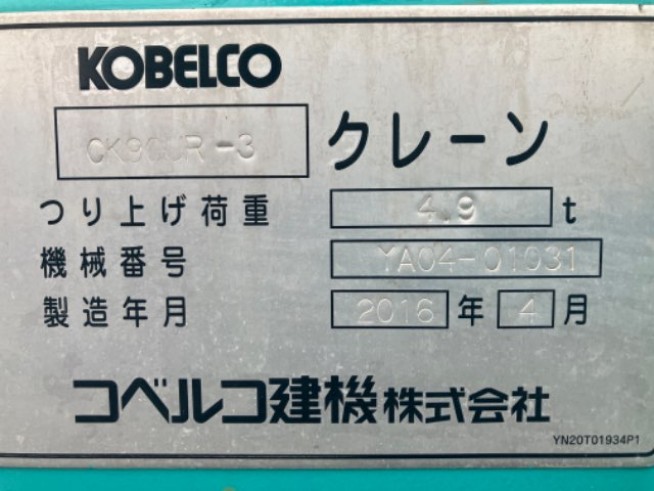 KOBELCO
CK90UR-3 クレーン
つり上げ荷重 4.9 t
機械番号 YA04-01031
製造年月 2016 年 4 月
コベルコ建機株式会社
YN20T01934P1